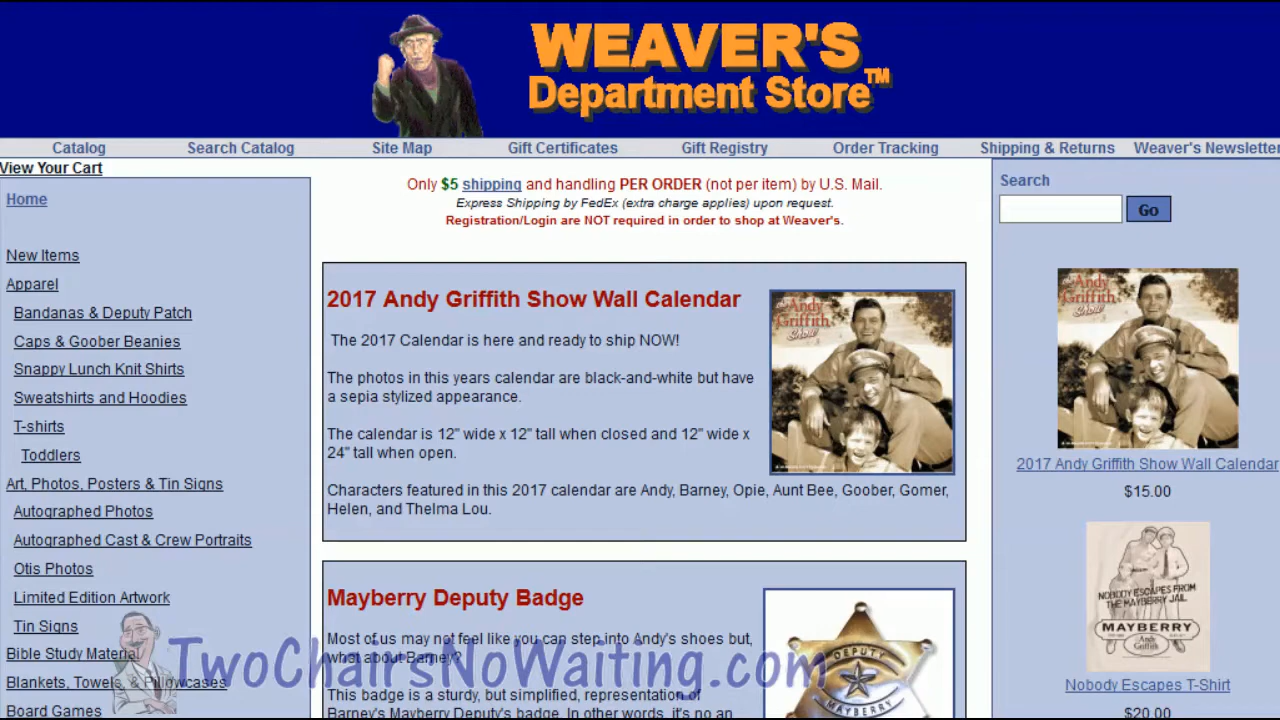 WEAVER'S
Department Store™
Catalog
Search Catalog
Site Map
Gift Certificates
Gift Registry
Order Tracking
Shipping & Returns
Weaver's Newsletter
View Your Cart
Home
New Items
Apparel
Bandanas & Deputy Patch
Caps & Goober Beanies
Snappy Lunch Knit Shirts
Sweatshirts and Hoodies
T-shirts
Toddlers
Art, Photos, Posters & Tin Signs
Autographed Photos
Autographed Cast & Crew Portraits
Otis Photos
Limited Edition Artwork
Tin Signs
Bible Study Material
Blankets, Towels, & Pillowcases
Board Games
Only $5 shipping and handling PER ORDER (not per item) by U.S. Mail.
Express Shipping by FedEx (extra charge applies) upon request.
Registration/Login are NOT required in order to shop at Weaver's.
2017 Andy Griffith Show Wall Calendar
The 2017 Calendar is here and ready to ship NOW!
The photos in this years calendar are black-and-white but have
a sepia stylized appearance.
The calendar is 12" wide x 12" tall when closed and 12" wide x
24" tall when open.
Characters featured in this 2017 calendar are Andy, Barney, Opie, Aunt Bee, Goober, Gomer,
Helen, and Thelma Lou.
The
Andy
Griffith
Show
Mayberry Deputy Badge
Most of us may not feel like you can step into Andy's shoes but,
what about Barney?
This badge is a sturdy, but simplified, representation of
Barney's Mayberry Deputy's badge. In other words, it's no an
DEPUTY
MAYBERRY
Search
Go
The
Andy
Griffith
Show
2017 Andy Griffith Show Wall Calendar
$15.00
NOBODY ESCAPES FROM
THE MAYBERRY JAIL
MAYBERRY
Andy
Griffith
Nobody Escapes T-Shirt
$20.00
TwoChairsNoWaiting.com